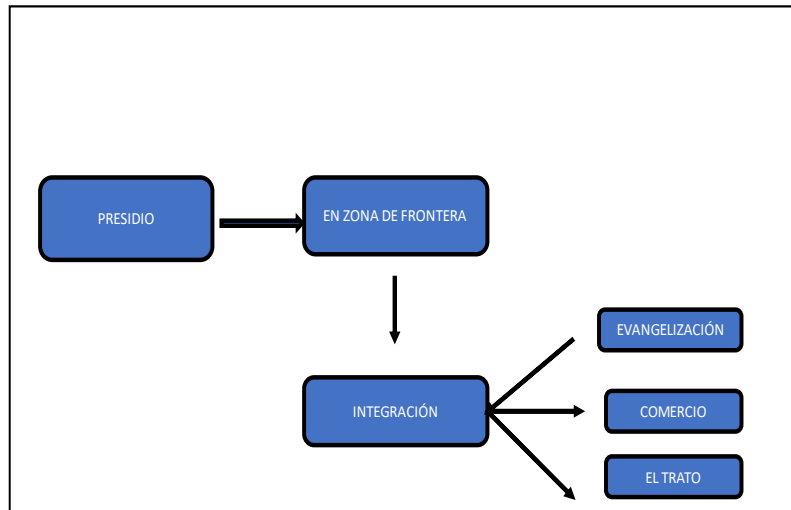 PRESIDIO
EN ZONA DE FRONTERA
INTEGRACIÓN
EVANGELIZACIÓN
COMERCIO
EL TRATO